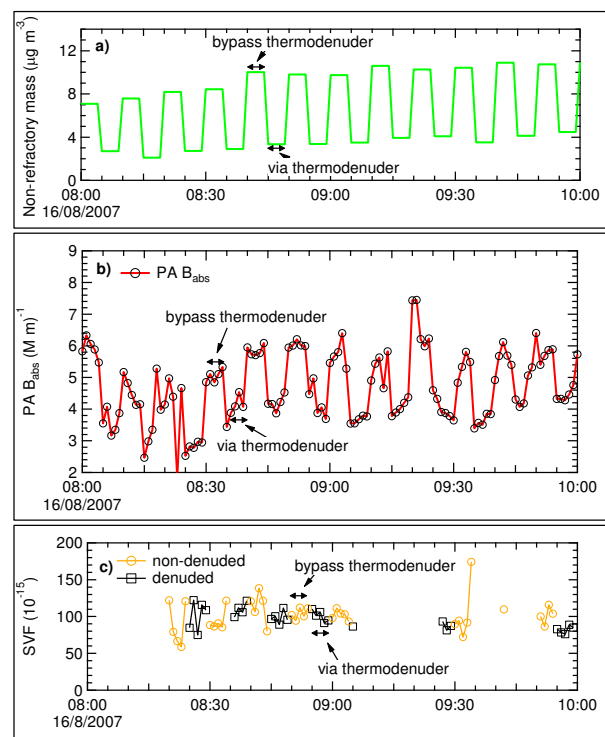 a)
bypass thermodenuder
via thermodenuder
Non-refractory mass (µg m-3)
12
8
4
0
08:00
08:30
09:00
09:30
10:00
16/08/2007
b)
PA Babs
bypass thermodenuder
via thermodenuder
PA Babs (M m-1)
9
8
7
6
5
4
3
2
08:00
08:30
09:00
09:30
10:00
16/08/2007
c)
non-denuded
denuded
bypass thermodenuder
via thermodenuder
SVF (10-15)
200
150
100
50
0
08:00
08:30
09:00
09:30
10:00
16/8/2007